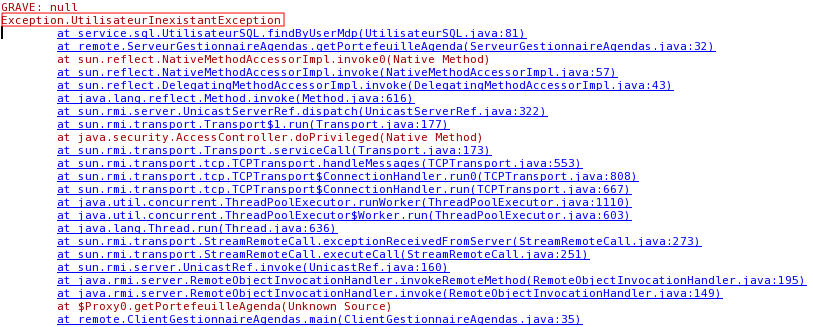 GRAVE: null
Exception.UtilisateurInexistantException
at service.sql.UtilisateurSQL.findByUserMdp(UtilisateurSQL.java:81)
at remote.ServeurGestionnaireAgendas.getPortefeuilleAgenda(ServeurGestionnaireAgendas.java:32)
at sun.reflect.NativeMethodAccessorImpl.invoke0(Native Method)
at sun.reflect.NativeMethodAccessorImpl.invoke(NativeMethodAccessorImpl.java:57)
at sun.reflect.DelegatingMethodAccessorImpl.invoke(DelegatingMethodAccessorImpl.java:43)
at java.lang.reflect.Method.invoke(Method.java:616)
at sun.rmi.server.UnicastServerRef.dispatch(UnicastServerRef.java:322)
at sun.rmi.transport.Transport$1.run(Transport.java:177)
at java.security.AccessController.doPrivileged(Native Method)
at sun.rmi.transport.Transport.serviceCall(Transport.java:173)
at sun.rmi.transport.tcp.TCPTransport.handleMessages(TCPTransport.java:553)
at sun.rmi.transport.tcp.TCPTransport$ConnectionHandler.run0(TCPTransport.java:808)
at sun.rmi.transport.tcp.TCPTransport$ConnectionHandler.run(TCPTransport.java:667)
at java.util.concurrent.ThreadPoolExecutor.runWorker(ThreadPoolExecutor.java:1110)
at java.util.concurrent.ThreadPoolExecutor$Worker.run(ThreadPoolExecutor.java:603)
at java.lang.Thread.run(Thread.java:636)
at sun.rmi.transport.StreamRemoteCall.exceptionReceivedFromServer(StreamRemoteCall.java:273)
at sun.rmi.transport.StreamRemoteCall.executeCall(StreamRemoteCall.java:251)
at sun.rmi.server.UnicastRef.invoke(UnicastRef.java:160)
at java.rmi.server.RemoteObjectInvocationHandler.invokeRemoteMethod(RemoteObjectInvocationHandler.java:195)
at java.rmi.server.RemoteObjectInvocationHandler.invoke(RemoteObjectInvocationHandler.java:149)
at $Proxy0.getPortefeuilleAgenda(Unknown Source)
at remote.ClientGestionnaireAgendas.main(ClientGestionnaireAgendas.java:35)